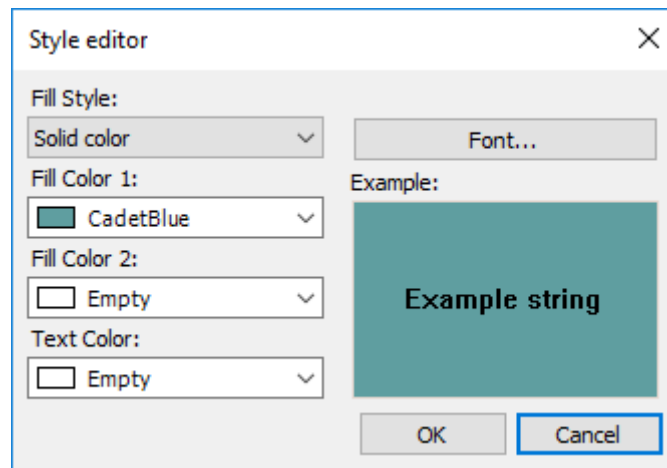 Style editor
Fill Style:
Solid color
Font...
Fill Color 1:
Example:
CadetBlue
Fill Color 2:
Empty
Example string
Text Color:
Empty
OK
Cancel